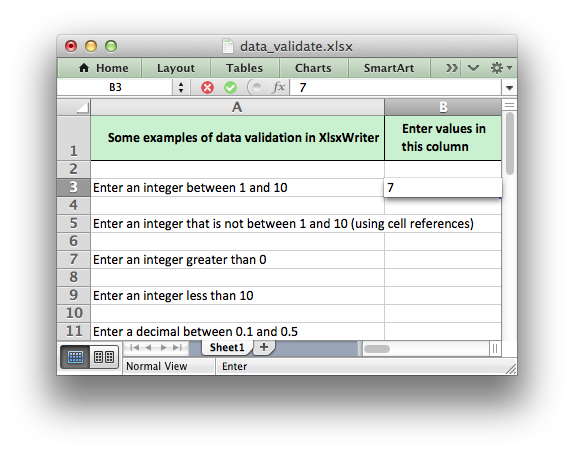 data_validate.xlsx
Home Layout Tables Charts SmartArt
B3 fx 7
A B
1 Some examples of data validation in XlsxWriter Enter values in
this column
2
3 Enter an integer between 1 and 10 7
4
5 Enter an integer that is not between 1 and 10 (using cell references)
6
7 Enter an integer greater than 0
8
9 Enter an integer less than 10
10
11 Enter a decimal between 0.1 and 0.5
Sheet1
Normal View Enter